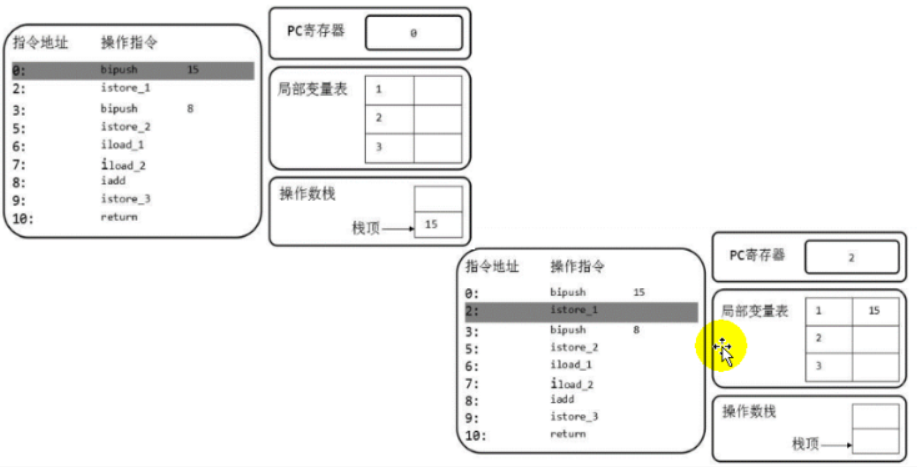 指令地址 操作指令
0: bipush 15
2: istore_1
3: bipush 8
5: istore_2
6: iload_1
7: iload_2
8: iadd
9: istore_3
10: return
PC寄存器 0
局部变量表 1
2
3
操作数栈
栈顶 15
指令地址 操作指令
0: bipush 15
2: istore_1
3: bipush 8
5: istore_2
6: iload_1
7: iload_2
8: iadd
9: istore_3
10: return
PC寄存器 2
局部变量表 1 15
2
3
操作数栈
栈顶